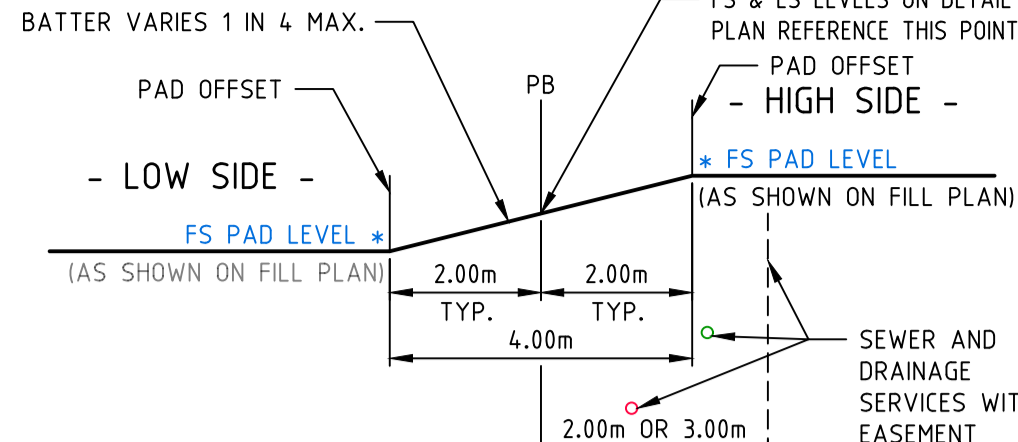 BATTER VARIES 1 IN 4 MAX.
FS & ES LEVELS ON DETAIL
PLAN REFERENCE THIS POINT
PAD OFFSET
PAD OFFSET
PB
- HIGH SIDE -
- LOW SIDE -
* FS PAD LEVEL
(AS SHOWN ON FILL PLAN)
FS PAD LEVEL *
(AS SHOWN ON FILL PLAN)
2.00m
2.00m
TYP.
TYP.
4.00m
SEWER AND
DRAINAGE
SERVICES
EASEMENT
2.00m OR 3.00m